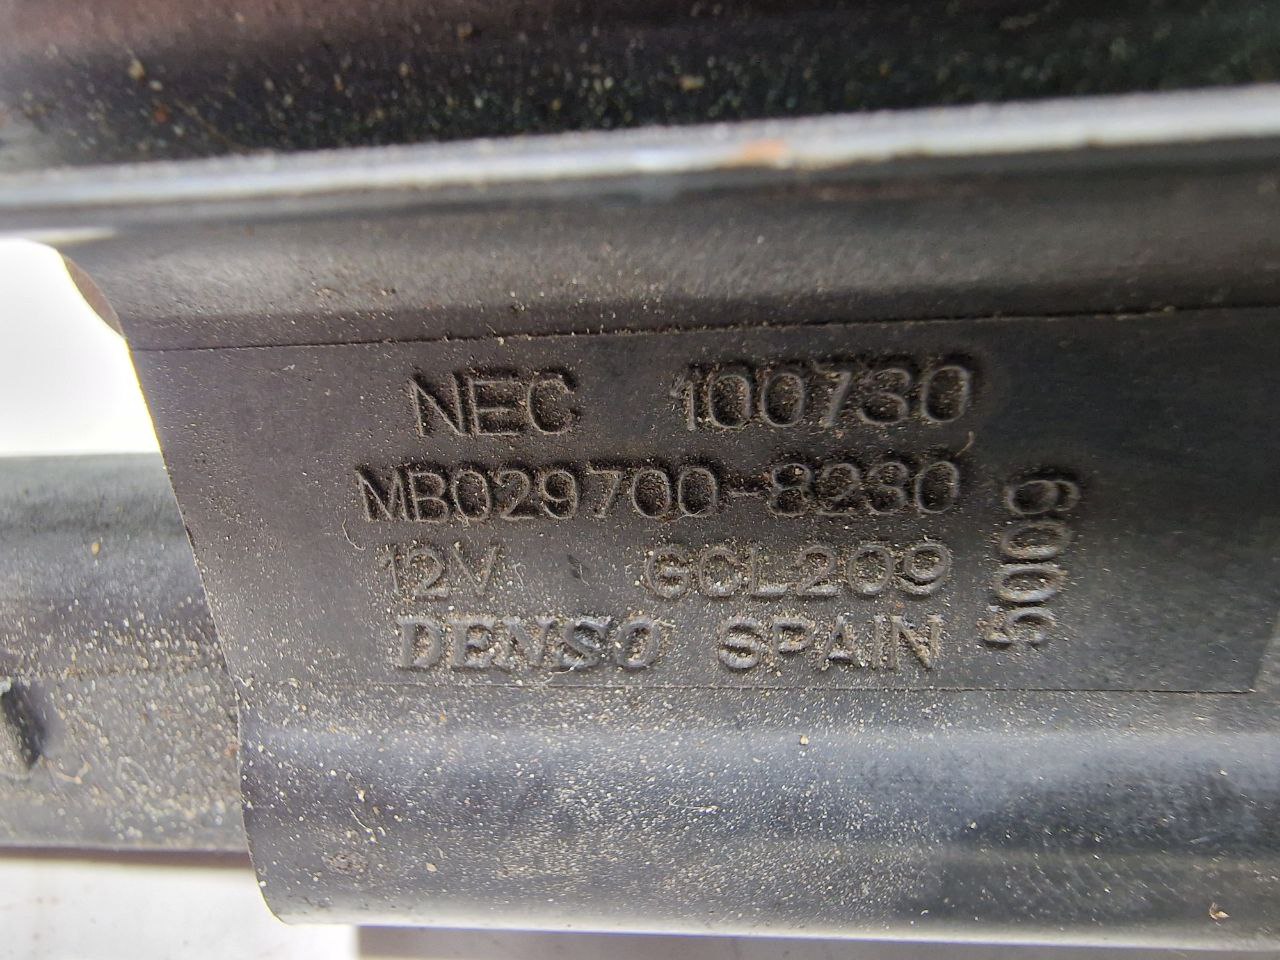 NEC 100730
MB029700-8230
12V GCL209
DENSO SPAIN
5009